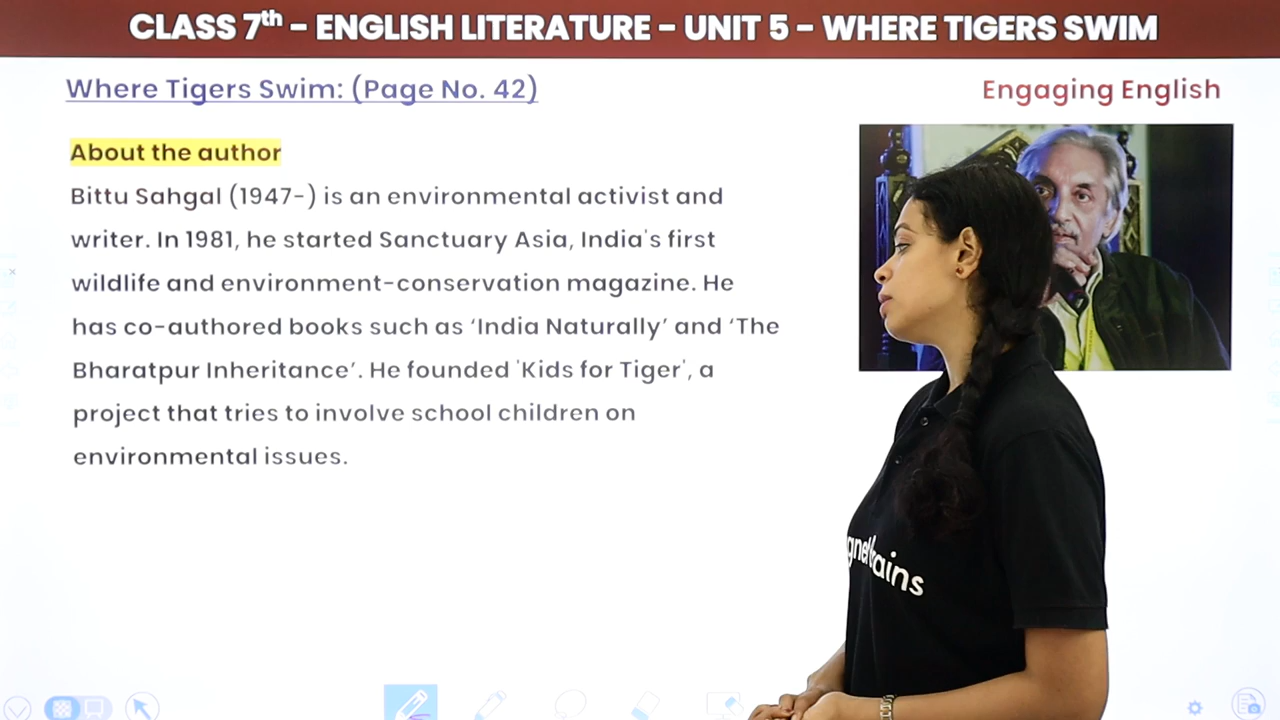 CLASS 7th - ENGLISH LITERATURE - UNIT 5 - WHERE TIGERS SWIM
Where Tigers Swim: (Page No. 42)
Engaging English
About the author
Bittu Sahgal (1947-) is an environmental activist and
writer. In 1981, he started Sanctuary Asia, India's first
wildlife and environment-conservation magazine. He
has co-authored books such as ‘India Naturally’ and ‘The
Bharatpur Inheritance’. He founded 'Kids for Tiger', a
project that tries to involve school children on
environmental issues.